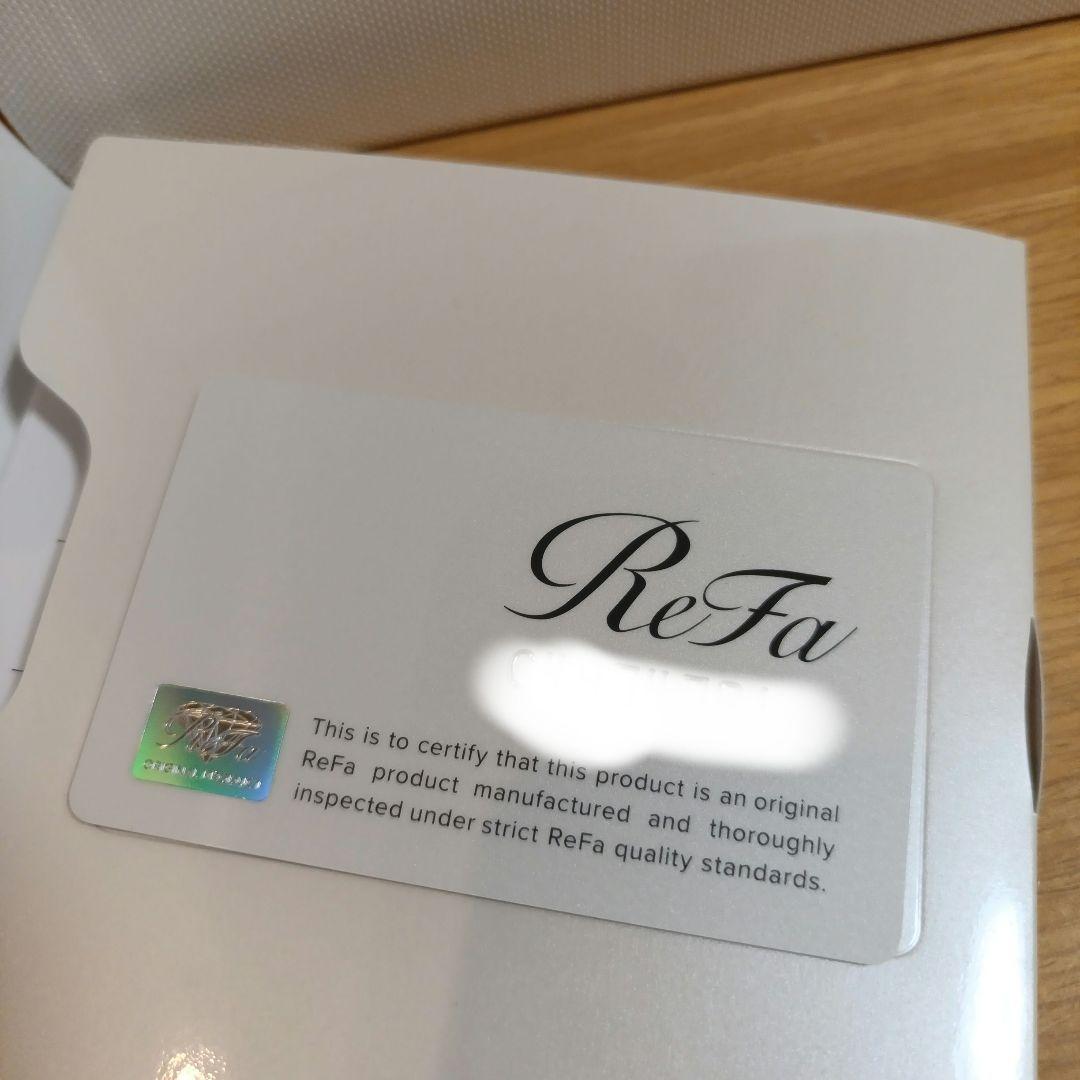 ReFa
ReFa
This is to certify that this product is an original
ReFa product manufactured and thoroughly
inspected under strict ReFa quality standards.